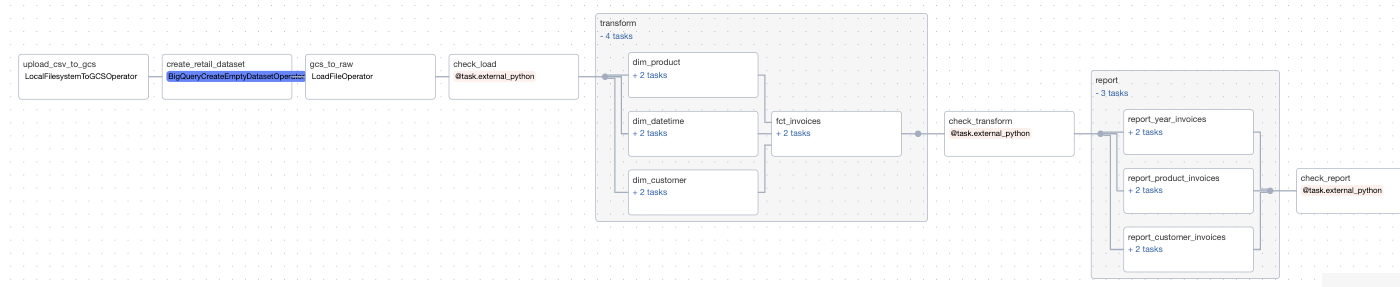 upload_csv_to_gcs
LocalFilesystemToGCSOperator
create_retail_dataset
BigQueryCreateEmptyDatasetOperator
gcs_to_raw
LoadFileOperator
check_load
@task.external_python
transform
- 4 tasks
dim_product
+ 2 tasks
dim_datetime
+ 2 tasks
dim_customer
+ 2 tasks
fct_invoices
+ 2 tasks
check_transform
@task.external_python
report
- 3 tasks
report_year_invoices
+ 2 tasks
report_product_invoices
+ 2 tasks
report_customer_invoices
+ 2 tasks
check_report
@task.external_python